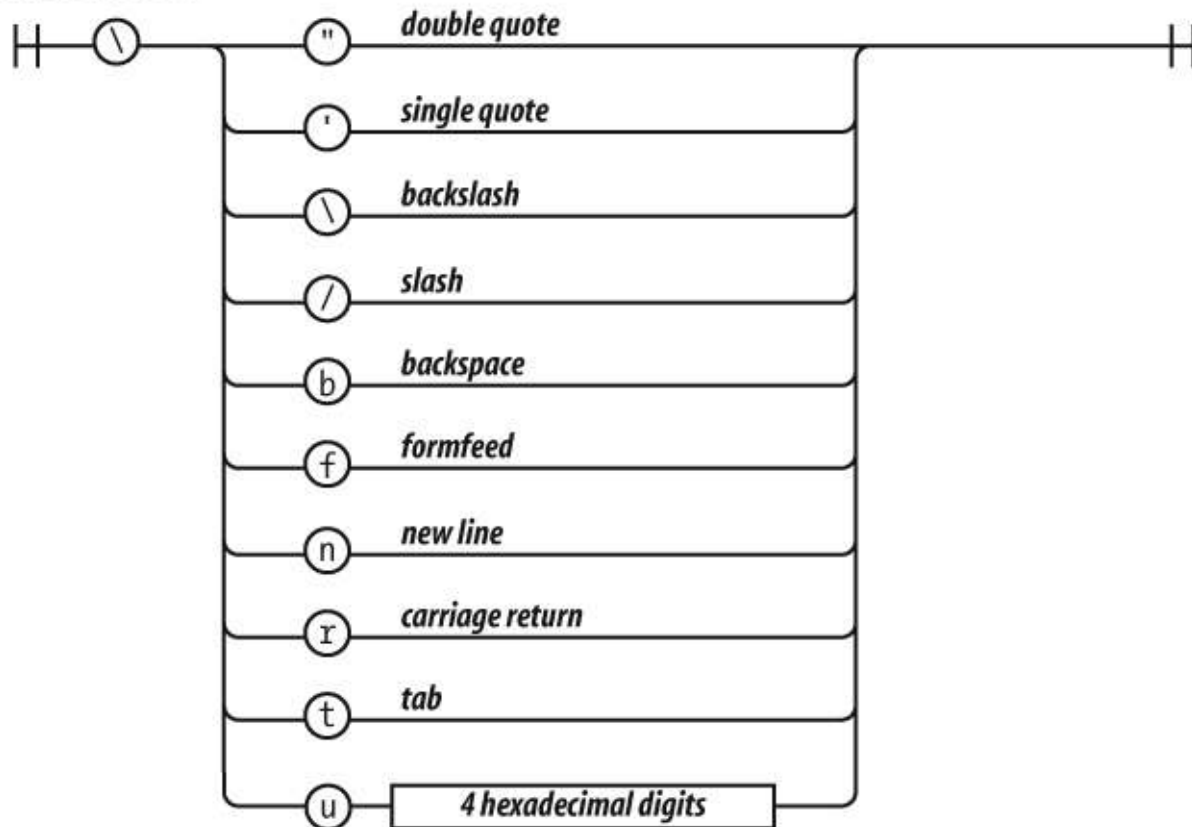 \ " double quote
' single quote
\ backslash
/ slash
b backspace
f formfeed
n new line
r carriage return
t tab
u 4 hexadecimal digits